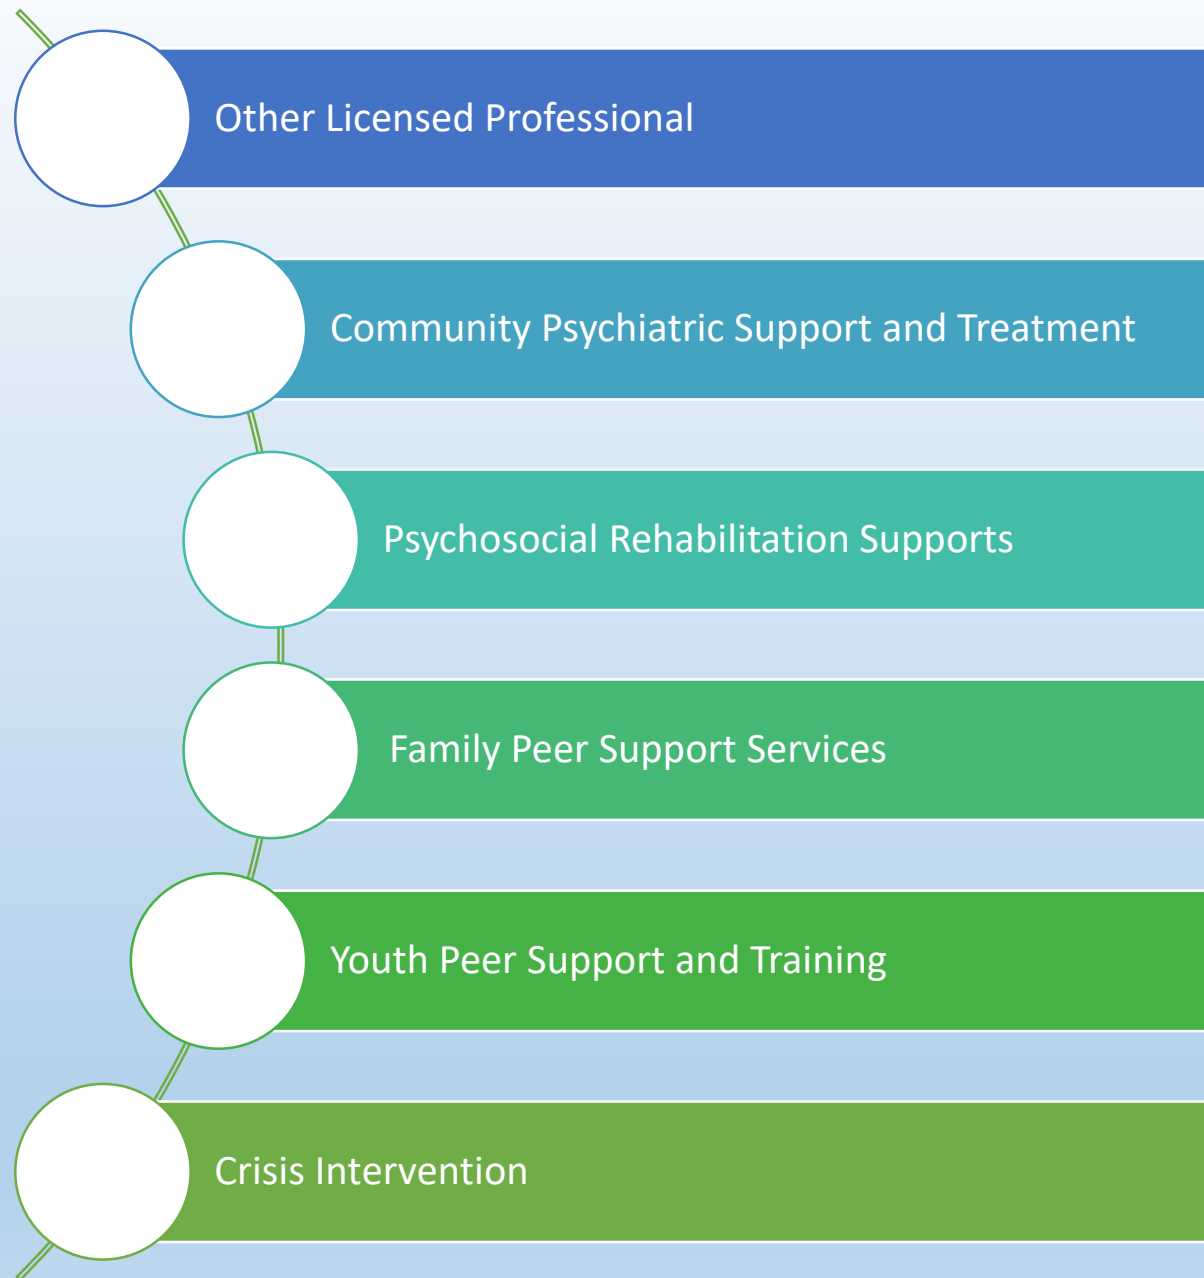 Other Licensed Professional
Community Psychiatric Support and Treatment
Psychosocial Rehabilitation Supports
Family Peer Support Services
Youth Peer Support and Training
Crisis Intervention